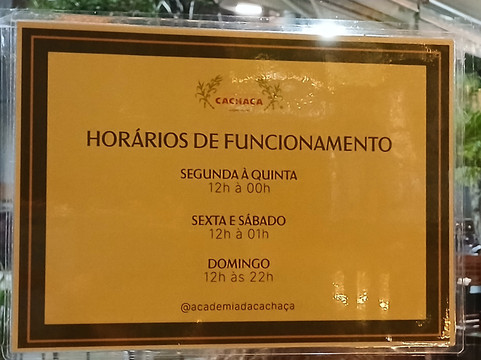 CACHAÇA
HORÁRIOS DE FUNCIONAMENTO
SEGUNDA À QUINTA
12h à 00h
SEXTA E SÁBADO
12h à 01h
DOMINGO
12h às 22h
@academiadacachaça